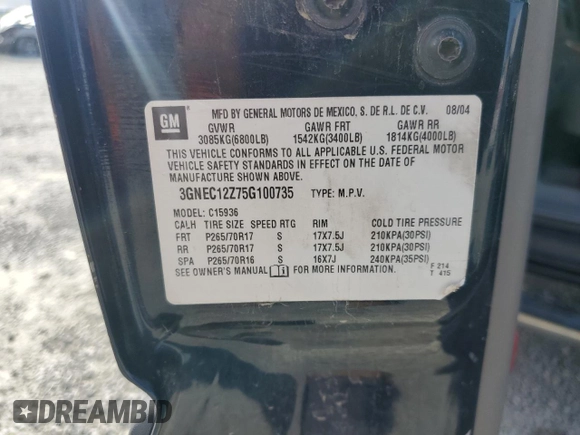 GM
MFD BY GENERAL MOTORS DE MEXICO, S. DE R.L. DE C.V. 08/04
GVWR GAWR FRT GAWR RR
3085KG(6800LB) 1542KG(3400LB) 1814KG(4000LB)
THIS VEHICLE CONFORMS TO ALL APPLICABLE U.S. FEDERAL MOTOR
VEHICLE SAFETY STANDARDS IN EFFECT ON THE DATE OF
MANUFACTURE SHOWN ABOVE.
3GNEC12Z75G100735 TYPE: M.P.V.
MODEL: C15936
CALH TIRE SIZE SPEED RTG RIM COLD TIRE PRESSURE
FRT P265/70R17 S 17X7.5J 210KPA(30PSI)
RR P265/70R17 S 17X7.5J 210KPA(30PSI)
SPA P265/70R16 S 16X7J 240KPA(35PSI)
SEE OWNER'S MANUAL FOR MORE INFORMATION.
F 214
T 415
DREAMBID